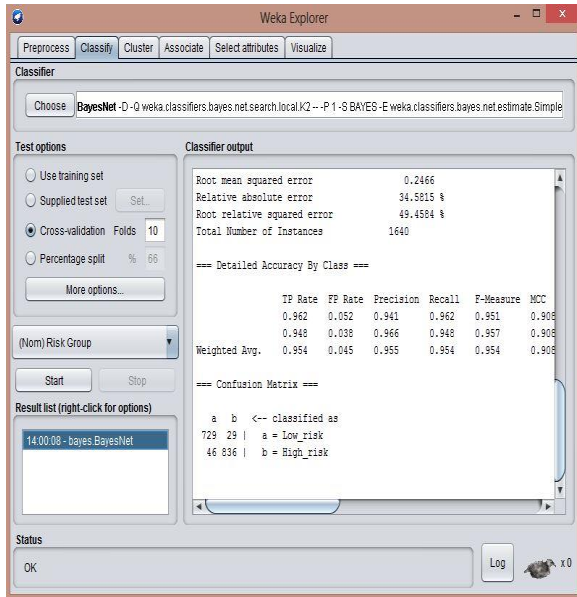 Weka Explorer
Preprocess Classify Cluster Associate Select attributes Visualize
Classifier
Choose BayesNet -D -Q weka.classifiers.bayes.net.search.local.K2 -- -P 1 -S BAYES -E weka.classifiers.bayes.net.estimate.Simple
Test options
Use training set
Supplied test set Set...
Cross-validation Folds 10
Percentage split % 66
More options...
(Nom) Risk Group
Start Stop
Result list (right-click for options)
14:00:08 - bayes.BayesNet
Classifier output
Root mean squared error 0.2466
Relative absolute error 34.5815 %
Root relative squared error 49.4584 %
Total Number of Instances 1640
=== Detailed Accuracy By Class ===
TP Rate FP Rate Precision Recall F-Measure MCC
0.962 0.052 0.941 0.962 0.951 0.908
0.948 0.038 0.966 0.948 0.957 0.908
Weighted Avg. 0.954 0.045 0.955 0.954 0.954 0.908
=== Confusion Matrix ===
a b <-- classified as
729 29 | a = Low_risk
46 836 | b = High_risk
Status
OK
Log x 0